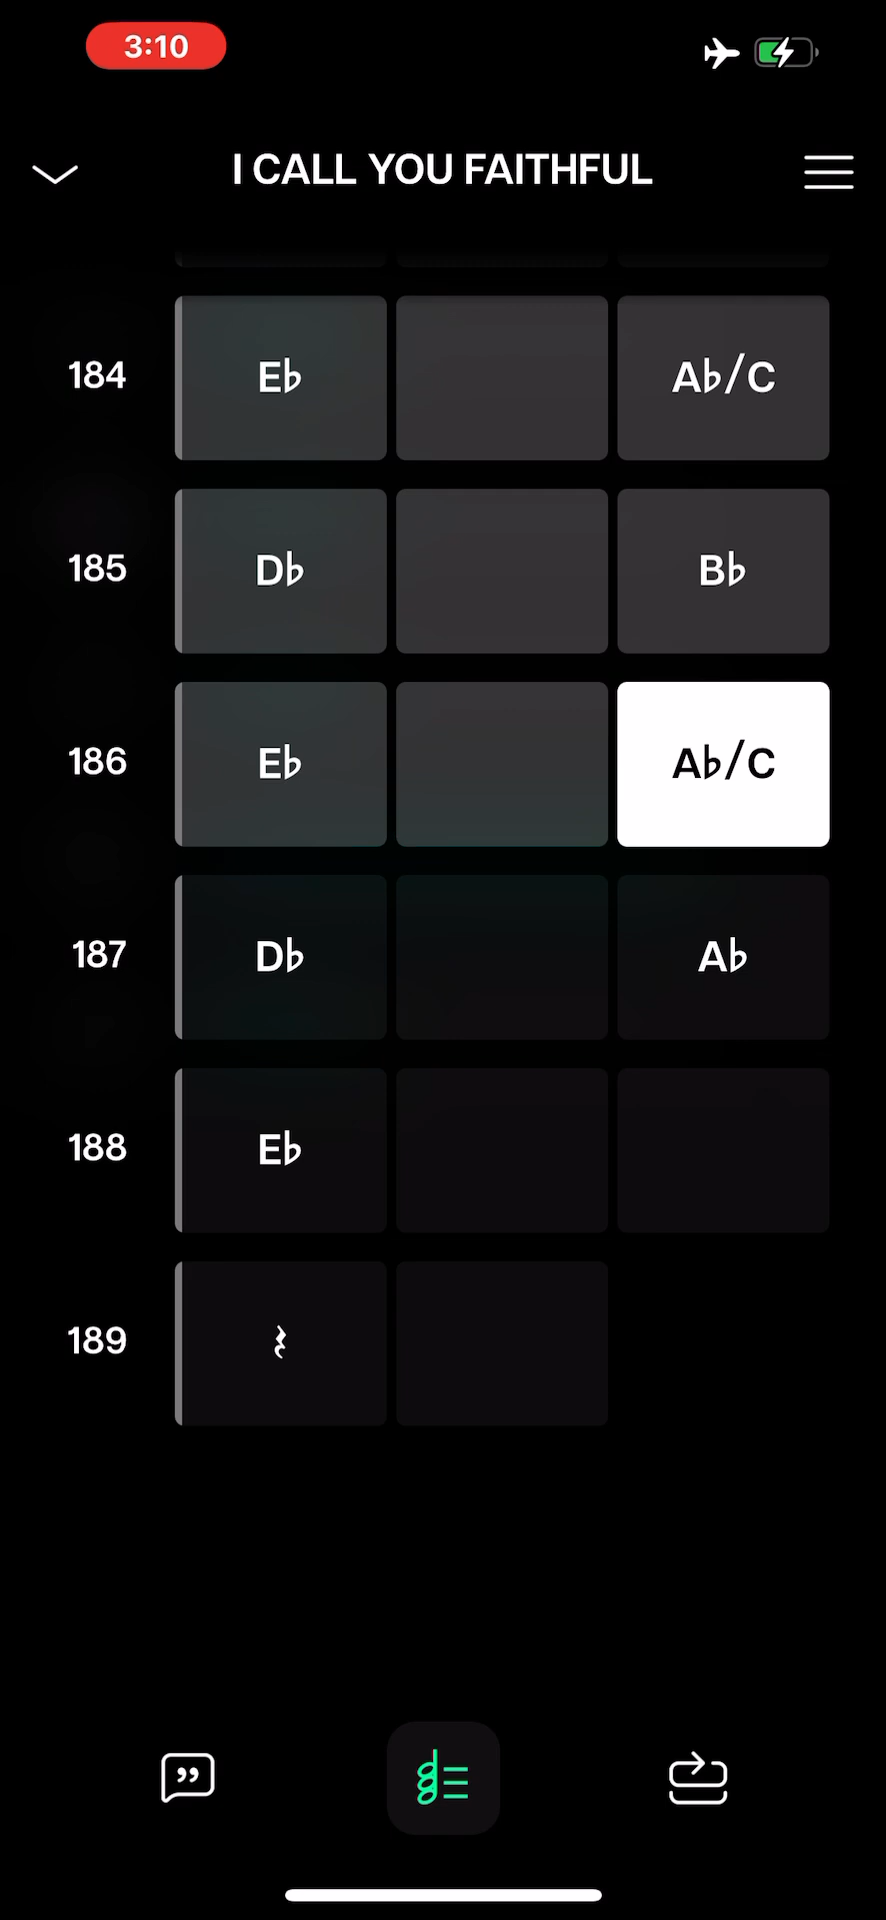 3:10
I CALL YOU FAITHFUL
184 E♭ A♭/C
185 D♭ B♭
186 E♭ A♭/C
187 D♭ A♭
188 E♭
189 𝄽